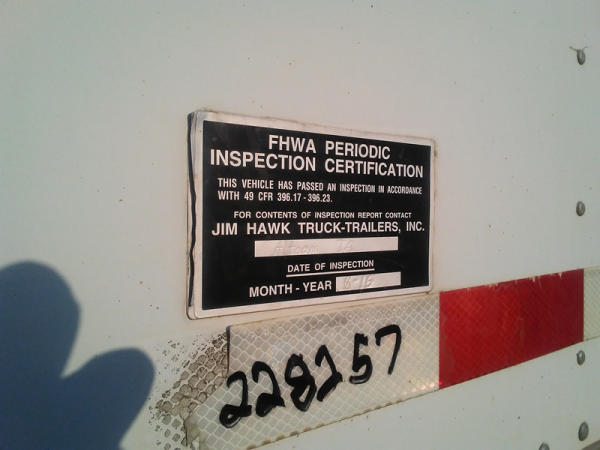 FHWA PERIODIC
INSPECTION CERTIFICATION
THIS VEHICLE HAS PASSED AN INSPECTION IN ACCORDANCE
WITH 49 CFR 396.17 - 396.23.
FOR CONTENTS OF INSPECTION REPORT CONTACT
JIM HAWK TRUCK-TRAILERS, INC.
DATE OF INSPECTION
MONTH - YEAR
228257